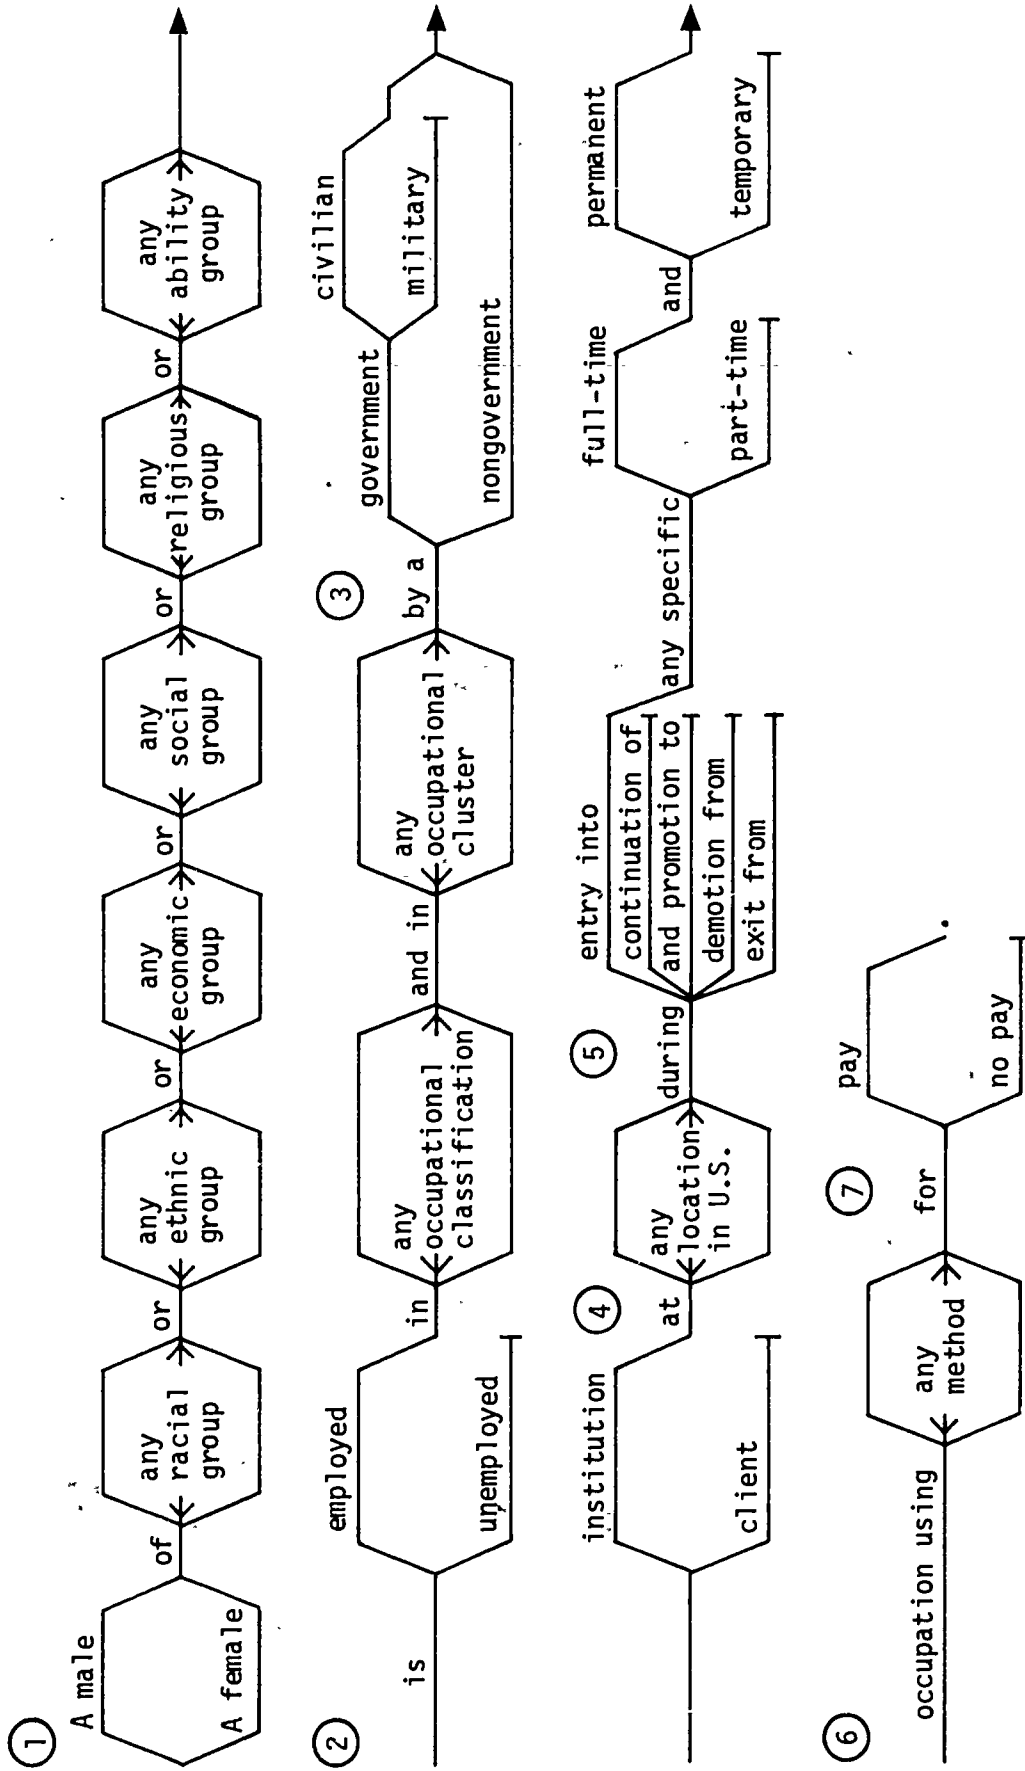 1
A male
A female
of
any
racial
group
or
any
ethnic
group
or
any
economic
group
or
any
social
group
or
any
religious
group
or
any
ability
group
2
is
employed
unemployed
in
any
occupational
classification
and in
any
occupational
cluster
3
by a
government
nongovernment
civilian
military
institution
client
4
at
any
location
in U.S.
5
during
entry into
continuation of
and promotion to
demotion from
exit from
any specific
full-time
part-time
and
permanent
temporary
6
occupation using
any
method
7
for
pay
no pay
.